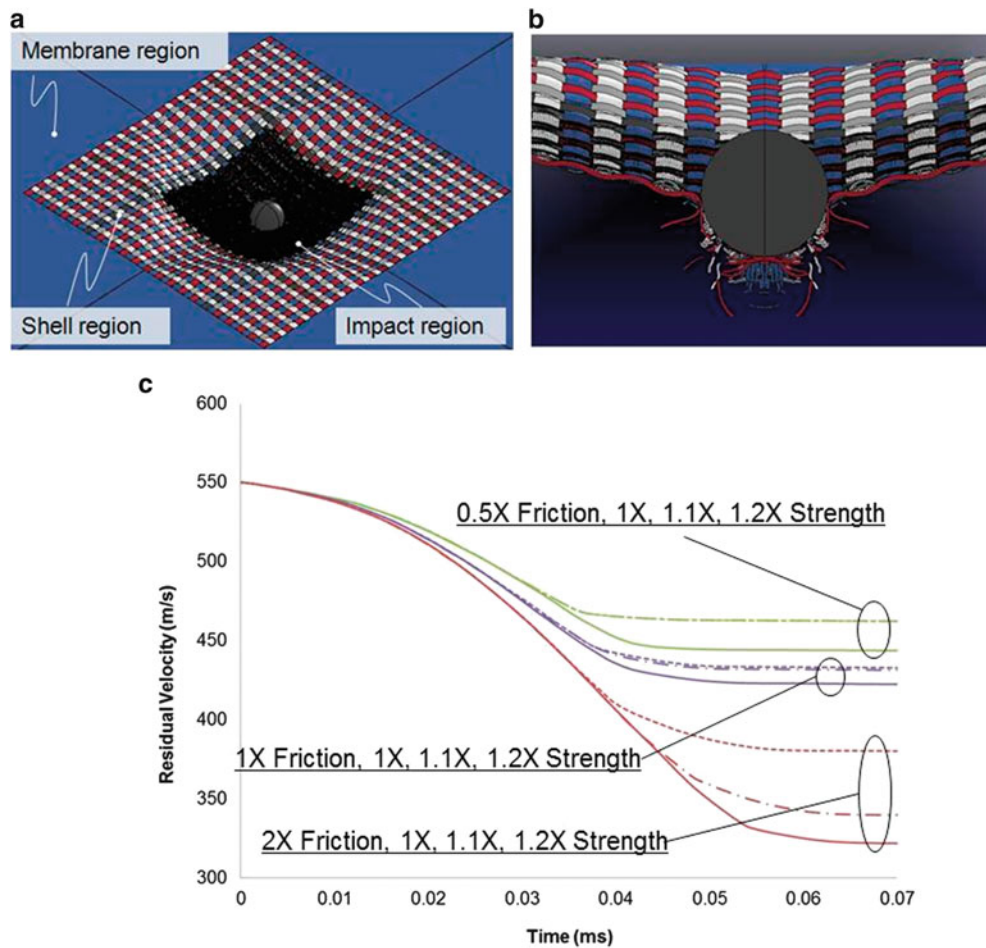 a
Membrane region
Shell region
Impact region
b
c
Residual Velocity (m/s)
600
550
500
450
400
350
300
0.5X Friction, 1X, 1.1X, 1.2X Strength
1X Friction, 1X, 1.1X, 1.2X Strength
2X Friction, 1X, 1.1X, 1.2X Strength
0
0.01
0.02
0.03
0.04
0.05
0.06
0.07
Time (ms)